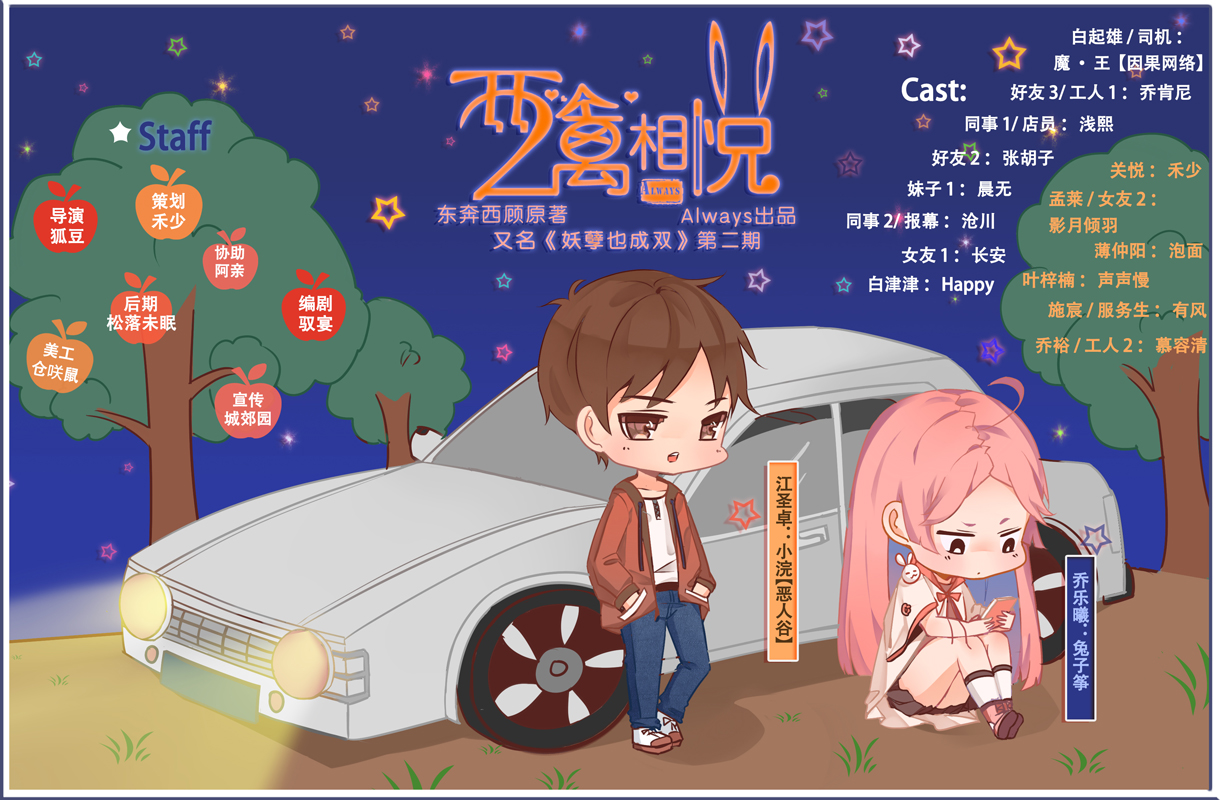 两禽相悦
ALWAYS
东奔西顾原著
Always出品
又名《妖孽也成双》第二期
Staff
导演
狐豆
策划
禾少
协助
阿亲
后期
松落未眠
编剧
驭宴
美工
仓咲鼠
宣传
城郊园
Cast:
白起雄/司机：
魔·王【因果网络】
好友3/工人1：乔肯尼
同事1/店员：浅熙
好友2：张胡子
妹子1：晨无
同事2/报幕：沧川
女友1：长安
白津津：Happy
关悦：禾少
孟莱/女友2：
影月倾羽
薄仲阳：泡面
叶梓楠：声声慢
施宸/服务生：有风
乔裕/工人2：慕容清
江圣卓：小浣【恶人谷】
乔乐曦：兔子筝